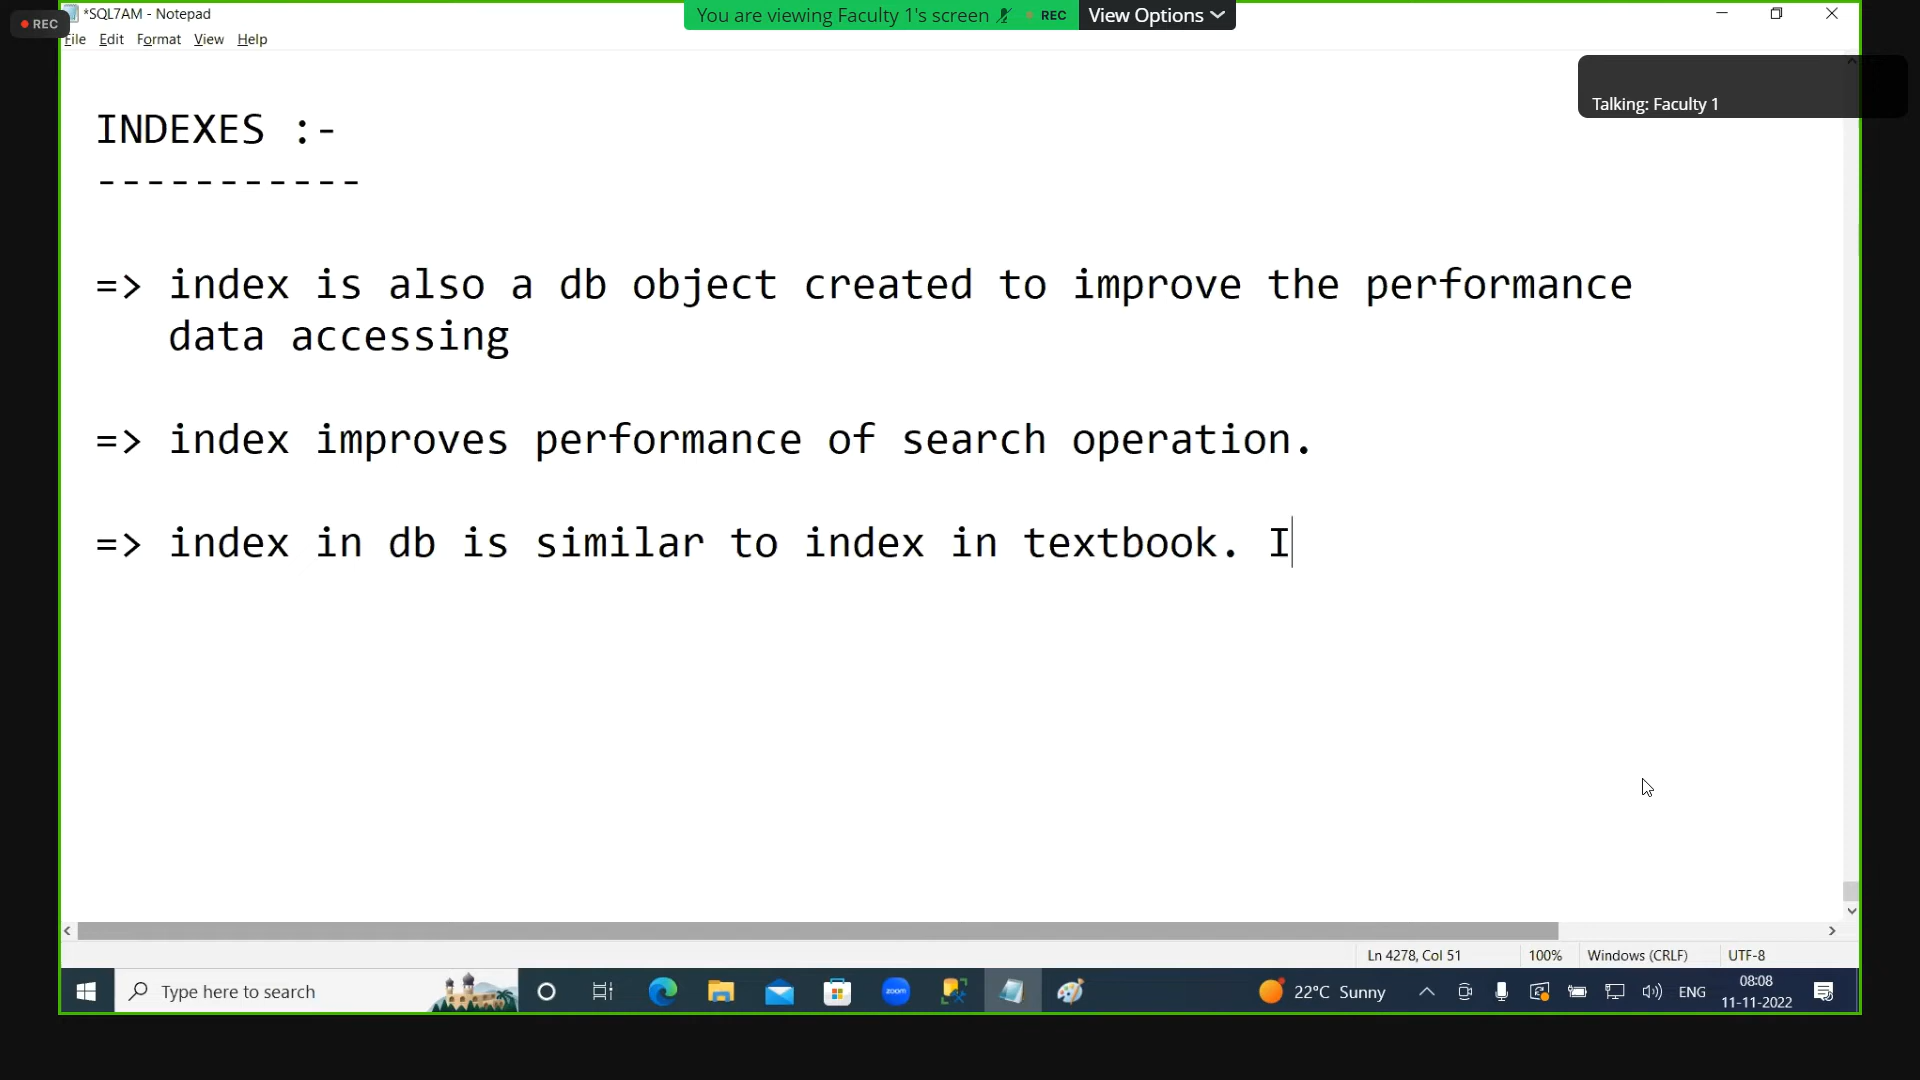 REC
*SQL7AM - Notepad
You are viewing Faculty 1's screen REC View Options
File Edit Format View Help
Talking: Faculty 1
INDEXES :-
-----------
=> index is also a db object created to improve the performance
data accessing
=> index improves performance of search operation.
=> index in db is similar to index in textbook. I
Ln 4278, Col 51 100% Windows (CRLF) UTF-8
Type here to search
zoom
22°C Sunny
ENG
08:08
11-11-2022